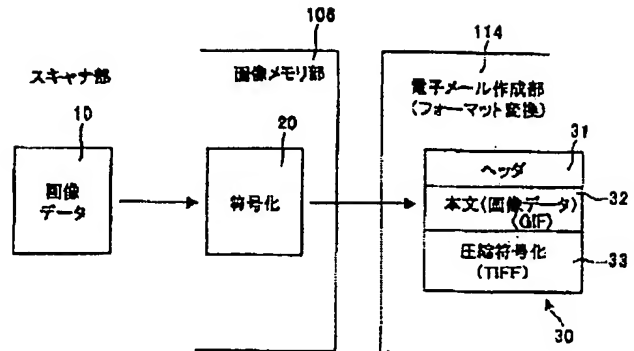 スキャナ部
10
画像
データ
106
画像メモリ部
20
符号化
114
電子メール作成部
(フォーマット変換)
31
ヘッダ
32
本文(画像データ)
(GIF)
圧縮符号化
(TIFF)
33
30